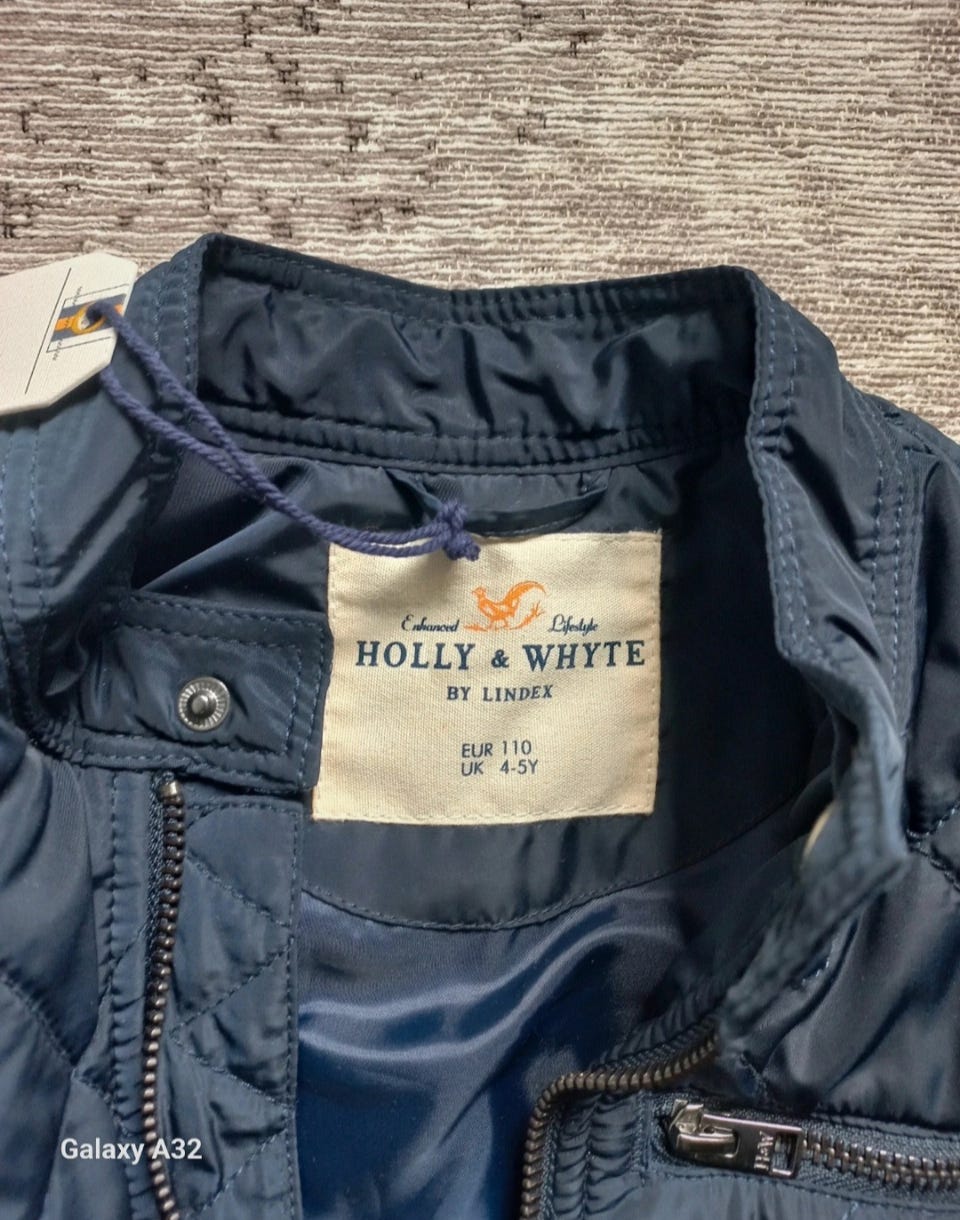 Enhanced Lifestyle
HOLLY & WHYTE
BY LINDEX
EUR 110
UK 4-5Y
H&W
Galaxy A32